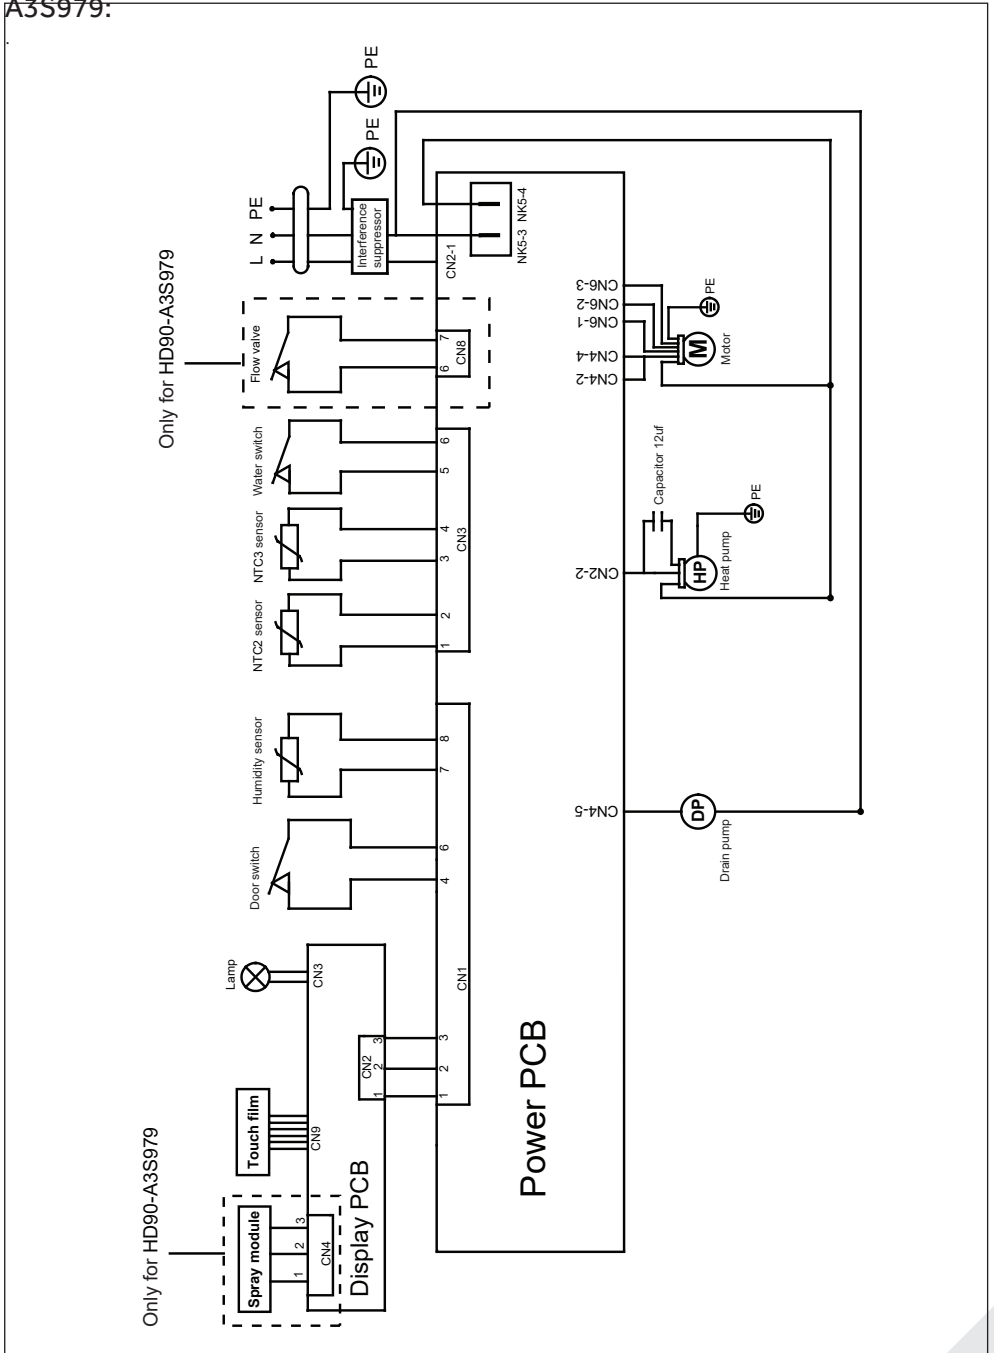 A3S979:
.
Only for HD90-A3S979
Only for HD90-A3S979
PE
PE
L N PE
Interference
suppressor
CN2-1
NK5-3 NK5-4
Flow valve
6 7
CN8
Water switch
5 6
NTC3 sensor
3 4
NTC2 sensor
1 2
CN3
Humidity sensor
7 8
Door switch
4 6
CN1
1 2 3
Lamp
CN3
CN2
1 2 3
Touch film
CN9
Spray module
1 2 3
CN4
Display PCB
Power PCB
CN6-3
CN6-2
CN6-1
CN4-4
CN4-2
M
Motor
PE
CN2-2
Capacitor 12uf
HP
Heat pump
PE
CN4-5
DP
Drain pump